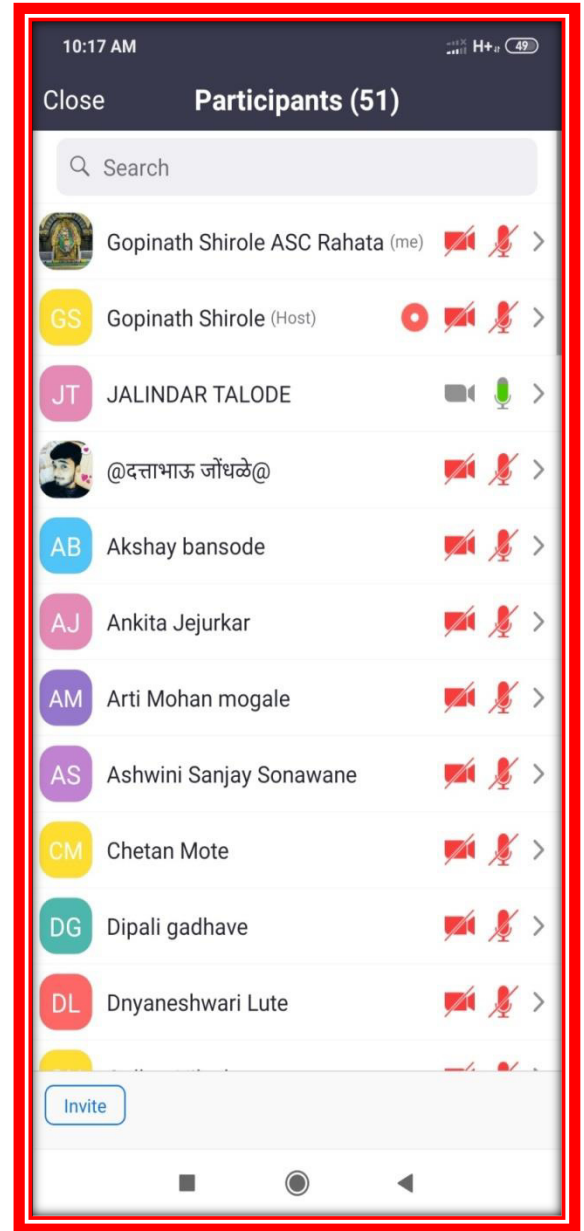 10:17 AM H+ 49
Close Participants (51)
Search
Gopinath Shirole ASC Rahata (me)
GS Gopinath Shirole (Host)
JT JALINDAR TALODE
@दत्ताभाऊ जोंधळे@
AB Akshay bansode
AJ Ankita Jejurkar
AM Arti Mohan mogale
AS Ashwini Sanjay Sonawane
CM Chetan Mote
DG Dipali gadhave
DL Dnyaneshwari Lute
Invite